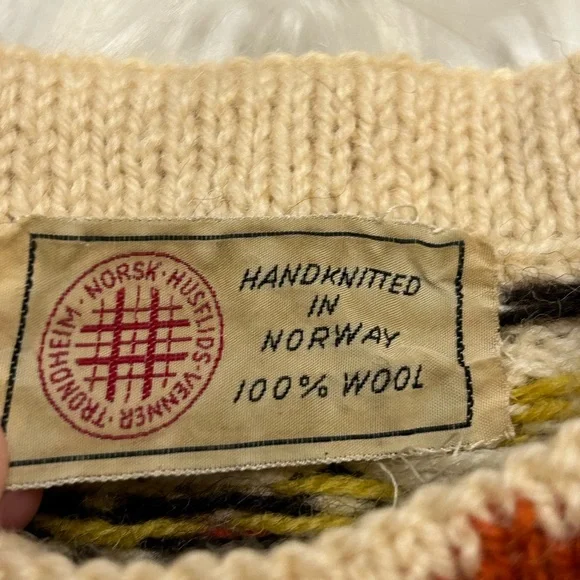 NORSK · HUSFLIDS · VENNER · TRONDHEIM ·
HANDKNITTED
IN
NORWAY
100% WOOL